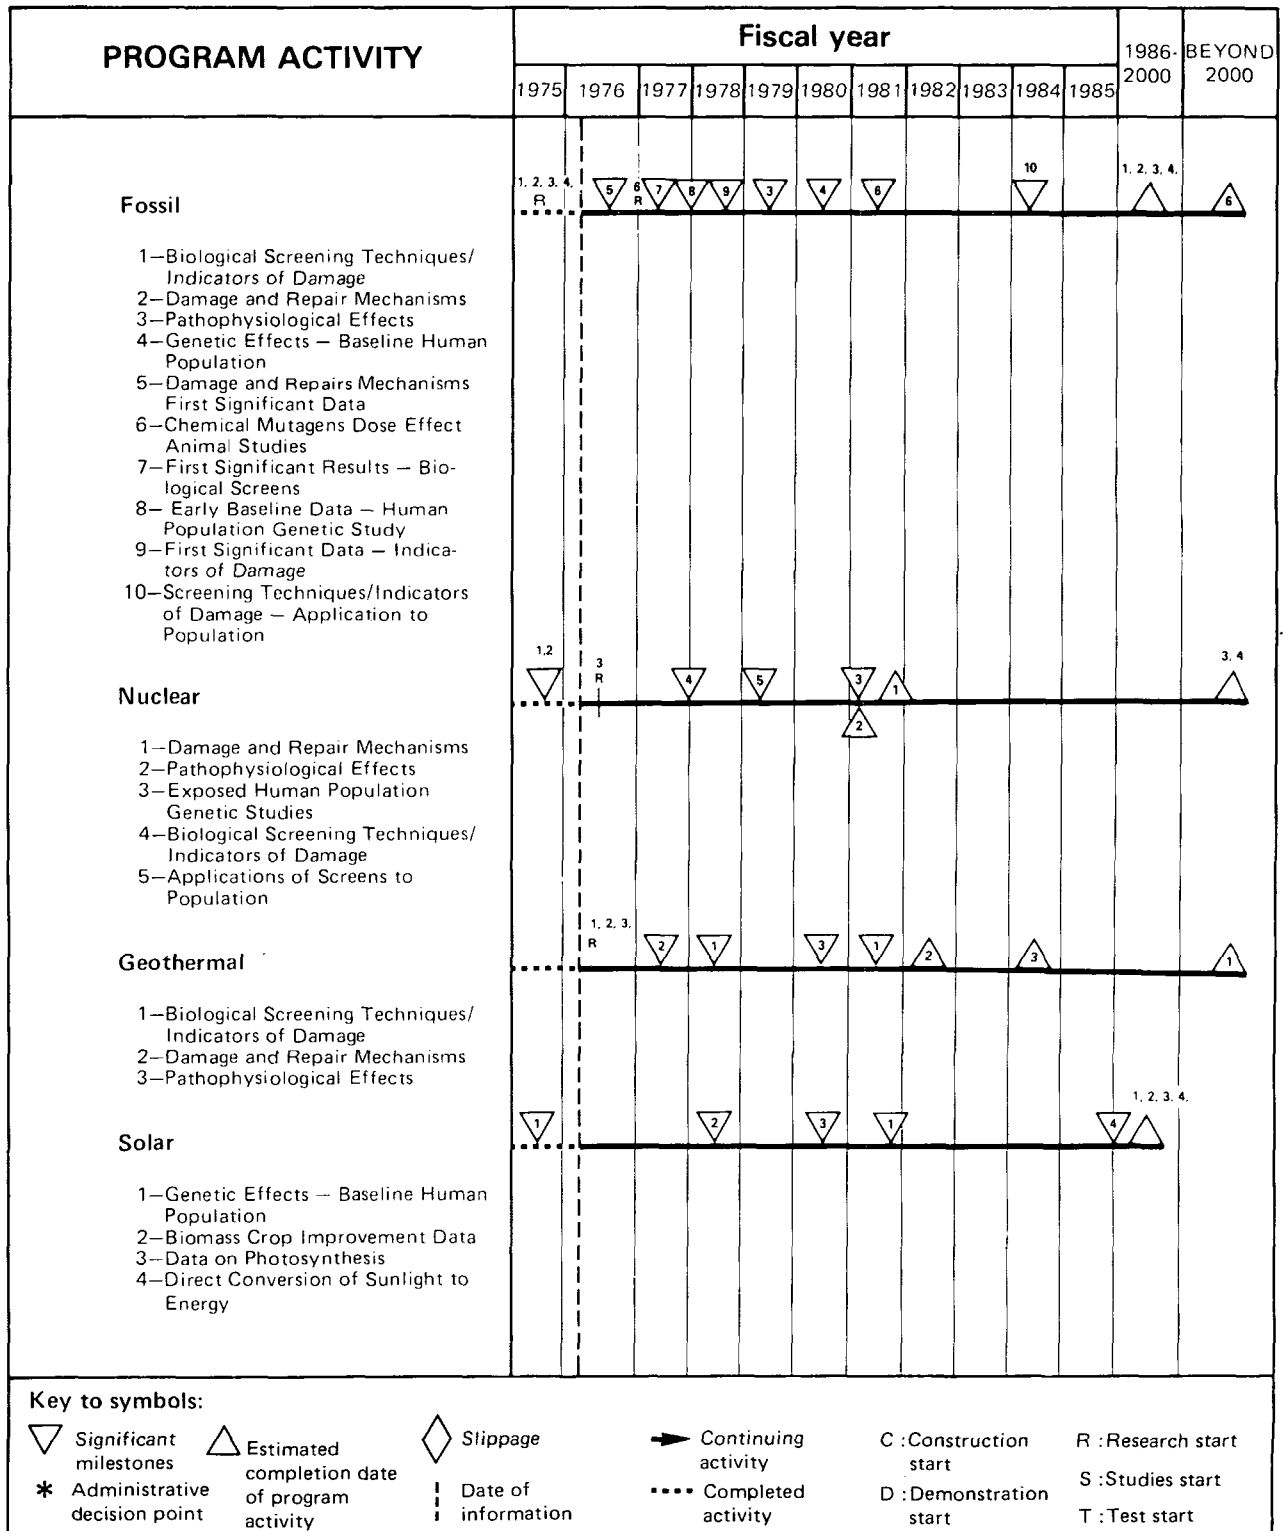 PROGRAM ACTIVITY
Fiscal year
1986-
2000
BEYOND
2000
1975 1976 1977 1978 1979 1980 1981 1982 1983 1984 1985
1, 2, 3, 4,
R
5
6
R
7
8
9
3
4
6
10
1, 2, 3, 4,
6
Fossil
1—Biological Screening Techniques/
Indicators of Damage
2—Damage and Repair Mechanisms
3—Pathophysiological Effects
4—Genetic Effects — Baseline Human
Population
5—Damage and Repairs Mechanisms
First Significant Data
6—Chemical Mutagens Dose Effect
Animal Studies
7—First Significant Results — Bio-
logical Screens
8— Early Baseline Data — Human
Population Genetic Study
9—First Significant Data — Indica-
tors of Damage
10—Screening Techniques/Indicators
of Damage — Application to
Population
1,2
3
R
4
5
3
1
2
3, 4
Nuclear
1—Damage and Repair Mechanisms
2—Pathophysiological Effects
3—Exposed Human Population
Genetic Studies
4—Biological Screening Techniques/
Indicators of Damage
5—Applications of Screens to
Population
1, 2, 3,
R
2
1
3
1
2
3
1
Geothermal
1—Biological Screening Techniques/
Indicators of Damage
2—Damage and Repair Mechanisms
3—Pathophysiological Effects
1
2
3
1
4
1, 2, 3, 4,
Solar
1—Genetic Effects — Baseline Human
Population
2—Biomass Crop Improvement Data
3—Data on Photosynthesis
4—Direct Conversion of Sunlight to
Energy
Key to symbols:
Significant
milestones
* Administrative
decision point
Estimated
completion date
of program
activity
Slippage
Date of
information
Continuing
activity
Completed
activity
C : Construction
start
D : Demonstration
start
R : Research start
S : Studies start
T : Test start